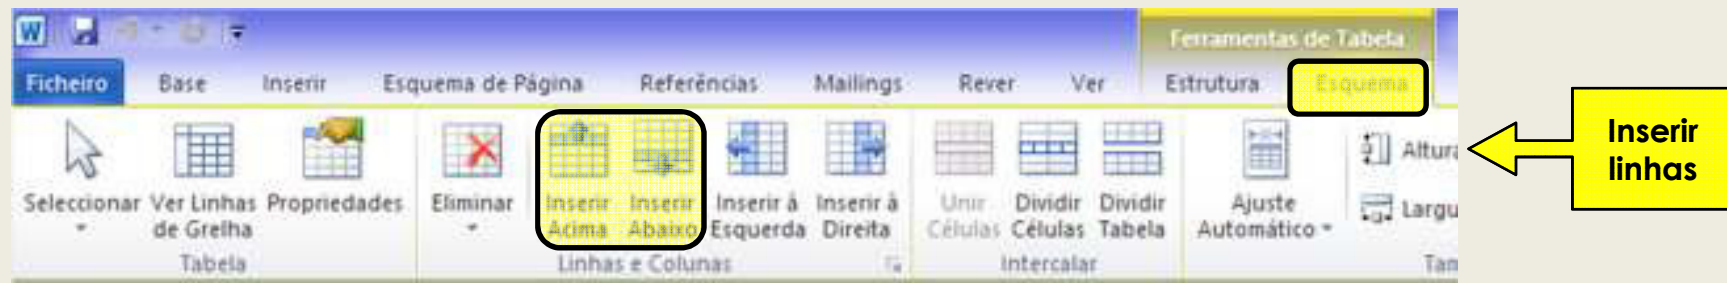 W
Ferramentas de Tabela
Ficheiro Base Inserir Esquema de Página Referências Mailings Rever Ver Estrutura Esquema
Seleccionar
Ver Linhas de Grelha
Propriedades
Eliminar
Inserir Acima
Inserir Abaixo
Inserir à Esquerda
Inserir à Direita
Unir Células
Dividir Células
Dividir Tabela
Ajuste Automático
Altura
Largu
Tabela
Linhas e Colunas
Intercalar
Tam
Inserir
linhas